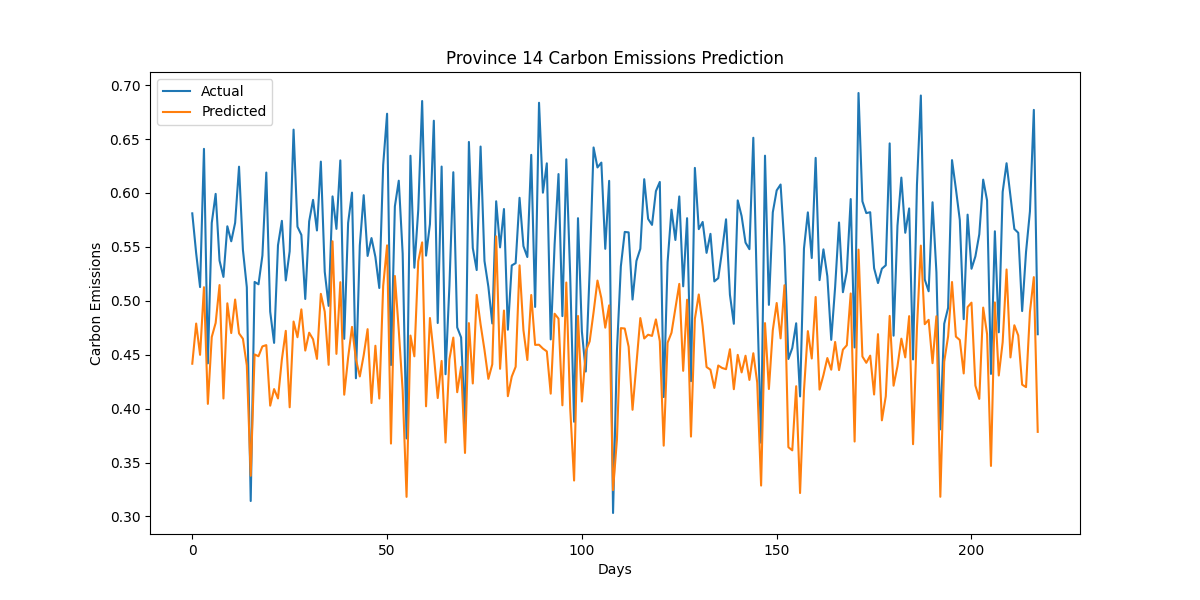 Province 14 Carbon Emissions Prediction
Actual
Predicted
0.70
0.65
0.60
0.55
0.50
0.45
0.40
0.35
0.30
Carbon Emissions
0 50 100 150 200
Days